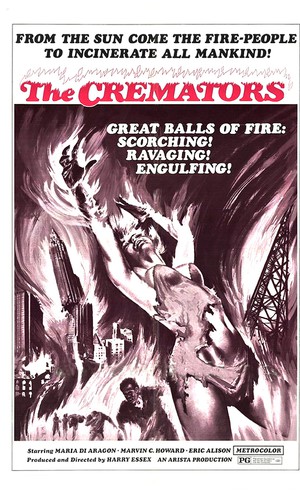 FROM THE SUN COME THE FIRE-PEOPLE
TO INCINERATE ALL MANKIND!
The CREMATORS
GREAT BALLS OF FIRE:
SCORCHING!
RAVAGING!
ENGULFING!
Starring MARIA DI ARAGON · MARVIN C. HOWARD · ERIC ALISON
METROCOLOR
Produced and Directed by HARRY ESSEX
AN ARISTA PRODUCTION
PG